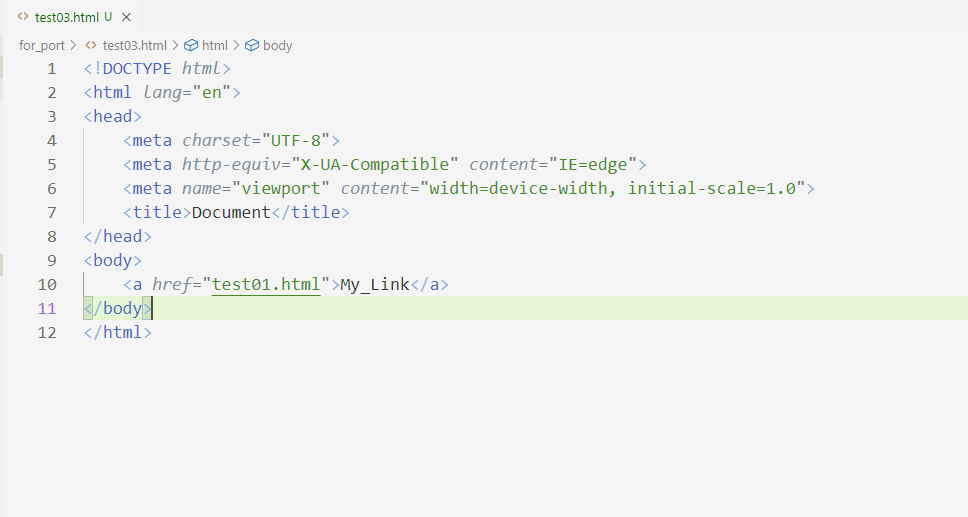 test03.html U
for_port > test03.html > html > body
1 <!DOCTYPE html>
2 <html lang="en">
3 <head>
4     <meta charset="UTF-8">
5     <meta http-equiv="X-UA-Compatible" content="IE=edge">
6     <meta name="viewport" content="width=device-width, initial-scale=1.0">
7     <title>Document</title>
8 </head>
9 <body>
10     <a href="test01.html">My_Link</a>
11 </body>
12 </html>